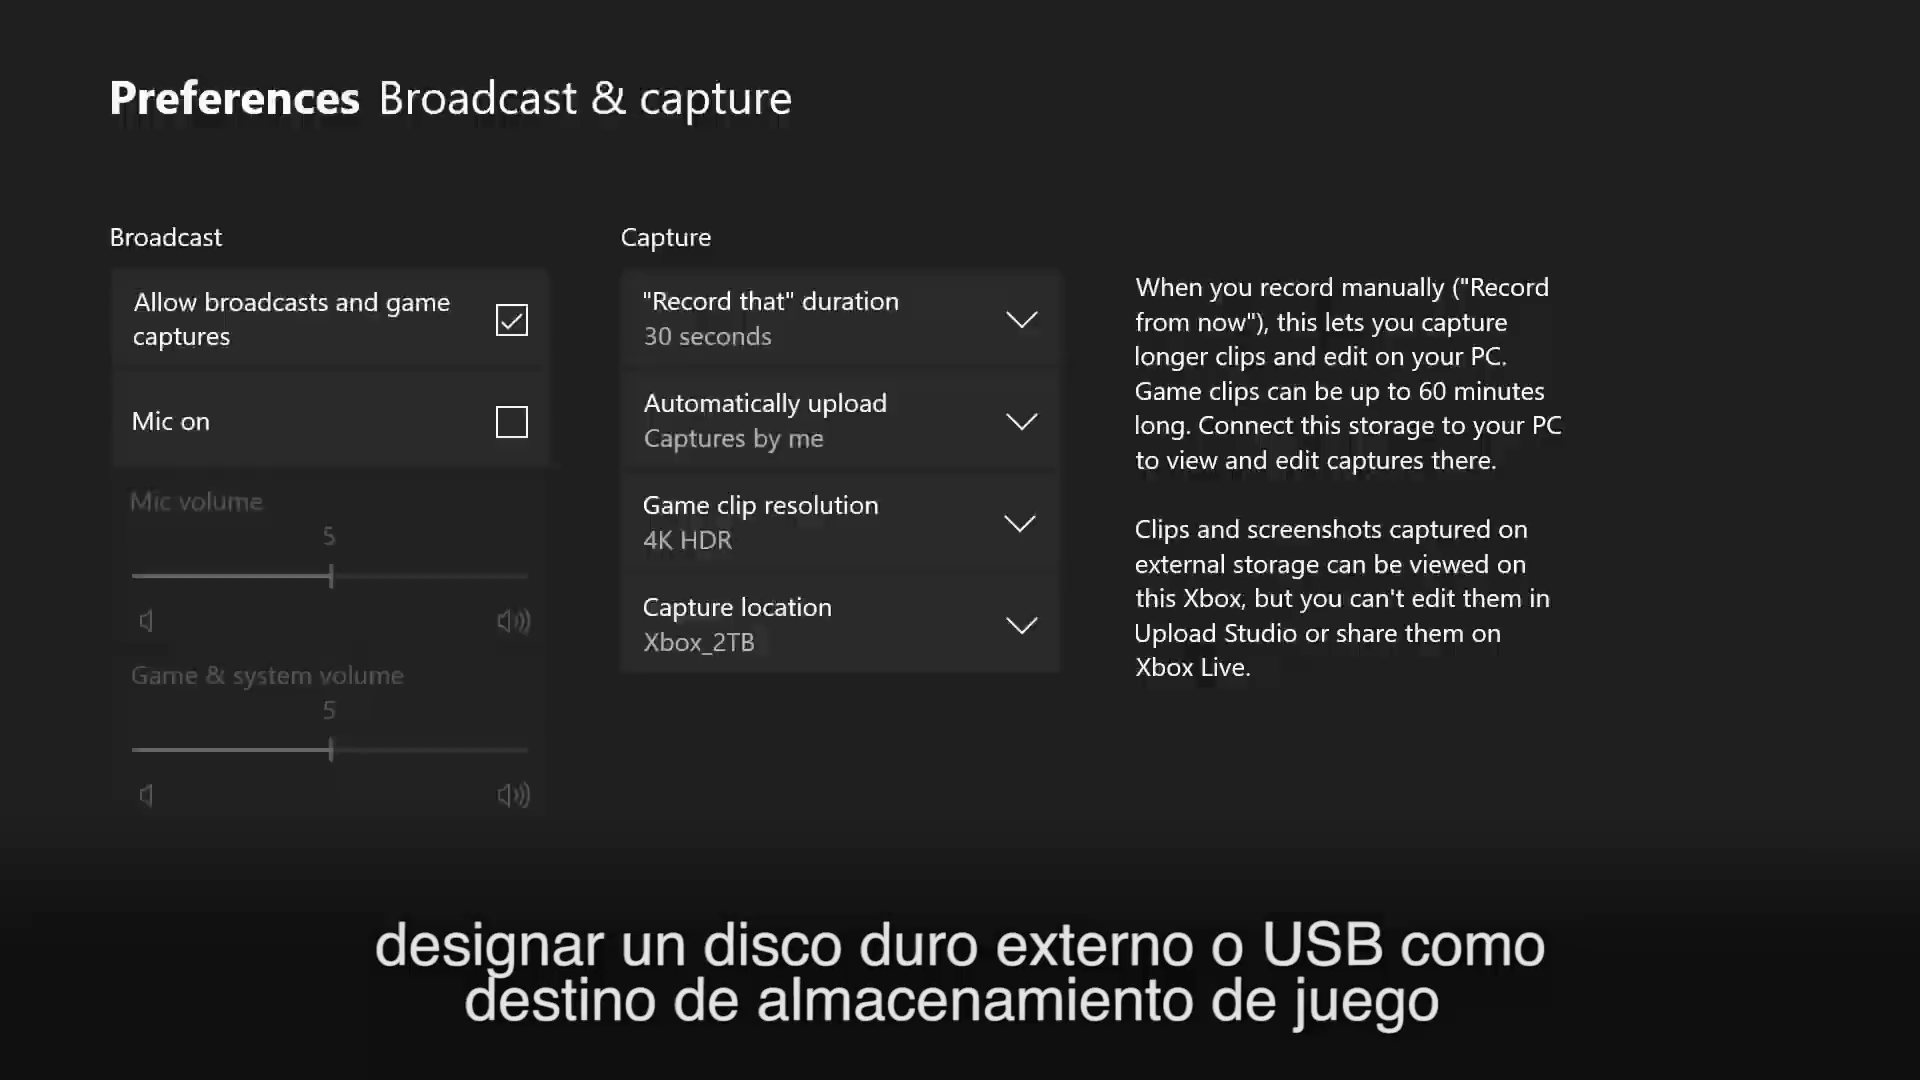 Preferences Broadcast & capture
Broadcast
Allow broadcasts and game
captures
Mic on
Mic volume
5
Game & system volume
5
Capture
"Record that" duration
30 seconds
Automatically upload
Captures by me
Game clip resolution
4K HDR
Capture location
Xbox_2TB
When you record manually ("Record
from now"), this lets you capture
longer clips and edit on your PC.
Game clips can be up to 60 minutes
long. Connect this storage to your PC
to view and edit captures there.
Clips and screenshots captured on
external storage can be viewed on
this Xbox, but you can't edit them in
Upload Studio or share them on
Xbox Live.
designar un disco duro externo o USB como
destino de almacenamiento de juego